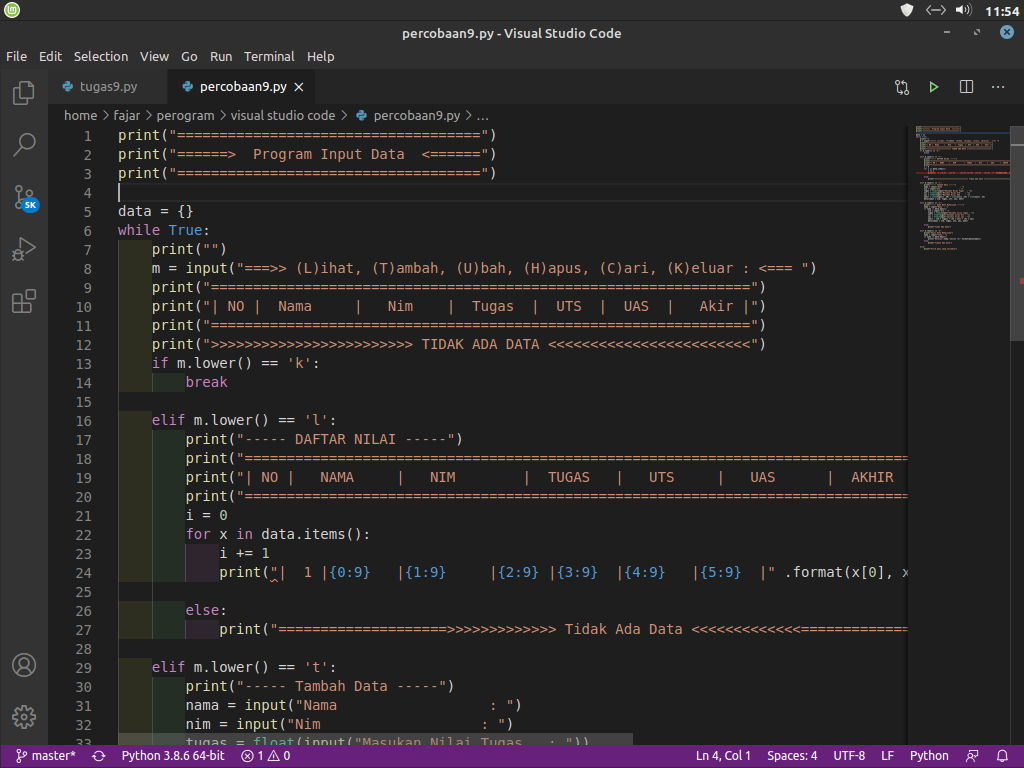 11:54
percobaan9.py - Visual Studio Code
File Edit Selection View Go Run Terminal Help
tugas9.py percobaan9.py
home > fajar > perogram > visual studio code > percobaan9.py > ...
1 print("====================================")
2 print("======>  Program Input Data  <======")
3 print("====================================")
4
5 data = {}
6 while True:
7     print("")
8     m = input("===>> (L)ihat, (T)ambah, (U)bah, (H)apus, (C)ari, (K)eluar : <=== ")
9     print("================================================================")
10     print("| NO |  Nama     |   Nim    |  Tugas  |  UTS  |  UAS  |   Akir |")
11     print("================================================================")
12     print(">>>>>>>>>>>>>>>>>>>>>>>> TIDAK ADA DATA <<<<<<<<<<<<<<<<<<<<<<<<")
13     if m.lower() == 'k':
14         break
15
16     elif m.lower() == 'l':
17         print("----- DAFTAR NILAI -----")
18         print("===============================================================================
19         print("| NO |   NAMA     |   NIM        |  TUGAS   |   UTS     |   UAS      |  AKHIR
20         print("===============================================================================
21         i = 0
22         for x in data.items():
23             i += 1
24             print("|  1 |{0:9}   |{1:9}     |{2:9} |{3:9}  |{4:9}   |{5:9}  |" .format(x[0], x
25
26         else:
27             print("====================>>>>>>>>>>>>> Tidak Ada Data <<<<<<<<<<<<<=============
28
29     elif m.lower() == 't':
30         print("----- Tambah Data -----")
31         nama = input("Nama                  : ")
32         nim = input("Nim                   : ")
33         tugas = float(input("Masukan Nilai Tugas   : "))
5K
master* Python 3.8.6 64-bit 1 0 Ln 4, Col 1 Spaces: 4 UTF-8 LF Python